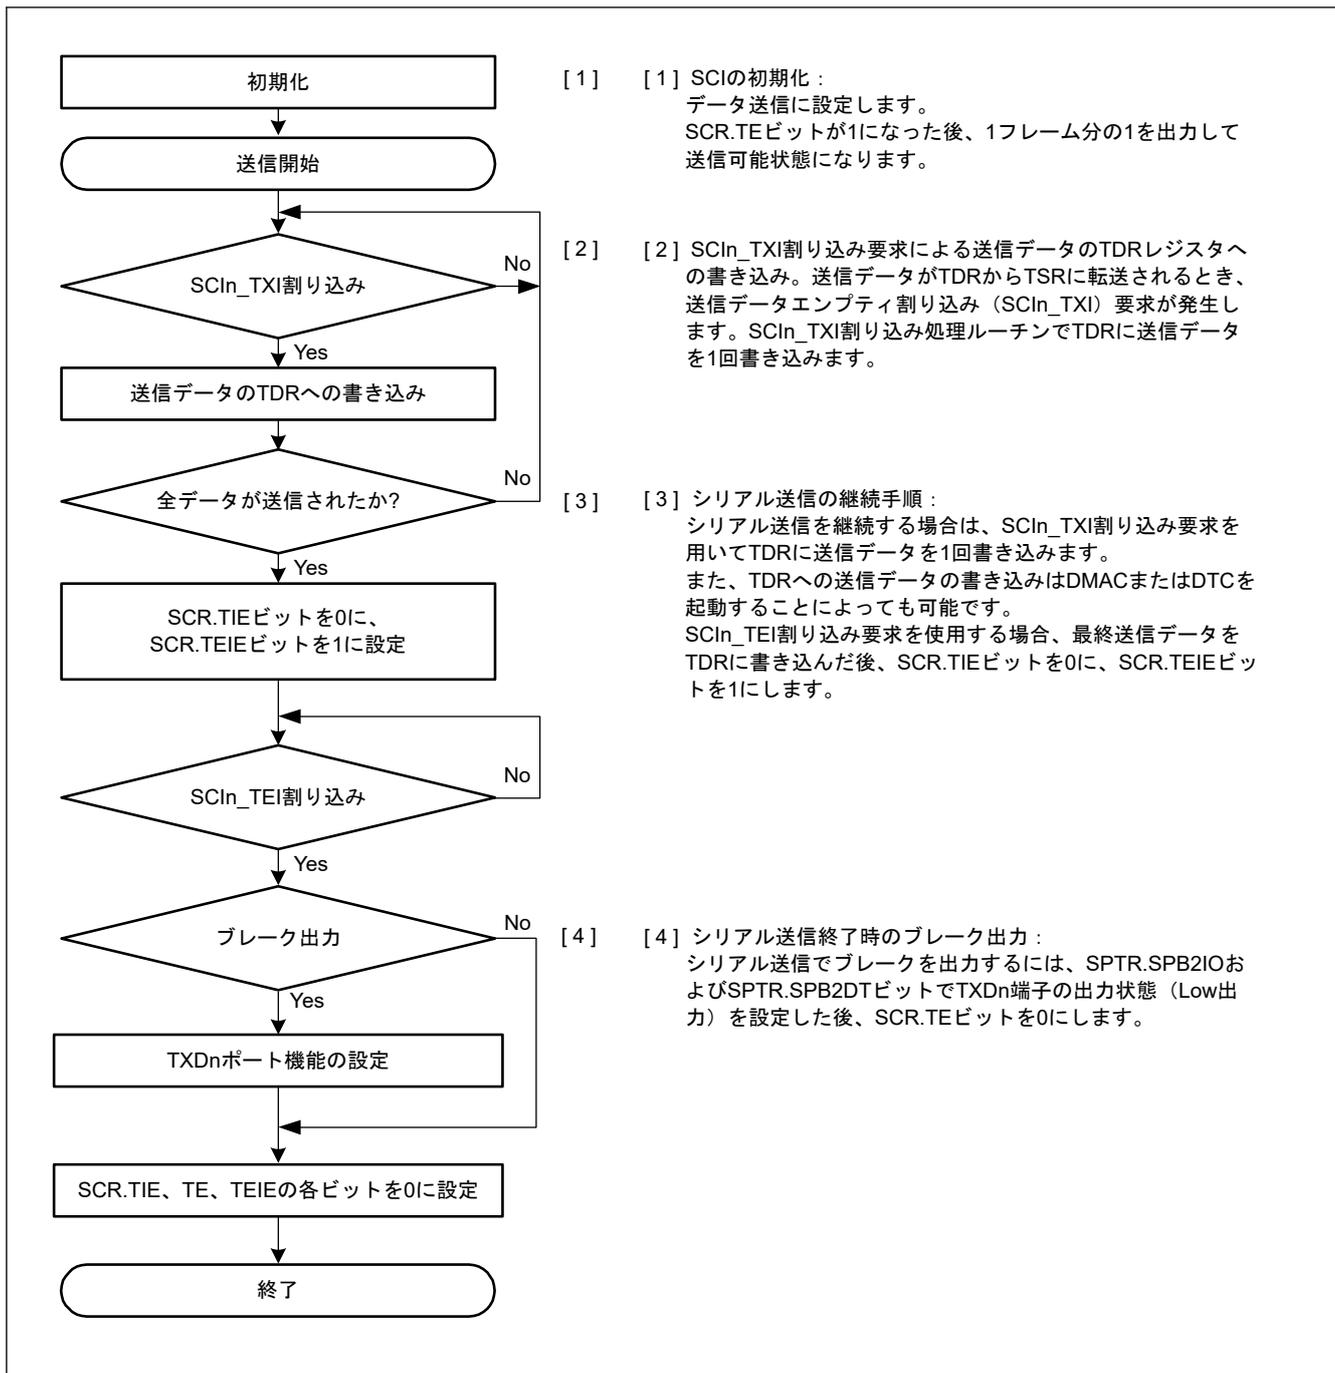 初期化
[ 1 ]
[ 1 ] SCIの初期化：
データ送信に設定します。
SCR.TEビットが1になった後、1フレーム分の1を出力して
送信可能状態になります。
送信開始
SCIn_TXI割り込み
No
Yes
[ 2 ]
[ 2 ] SCIn_TXI割り込み要求による送信データのTDRレジスタへ
の書き込み。送信データがTDRからTSRに転送されるとき、
送信データエンプティ割り込み（SCIn_TXI）要求が発生し
ます。SCIn_TXI割り込み処理ルーチンでTDRに送信データ
を1回書き込みます。
送信データのTDRへの書き込み
全データが送信されたか?
No
Yes
[ 3 ]
[ 3 ] シリアル送信の継続手順：
シリアル送信を継続する場合は、SCIn_TXI割り込み要求を
用いてTDRに送信データを1回書き込みます。
また、TDRへの送信データの書き込みはDMACまたはDTCを
起動することによっても可能です。
SCIn_TEI割り込み要求を使用する場合、最終送信データを
TDRに書き込んだ後、SCR.TIEビットを0に、SCR.TEIEビッ
トを1にします。
SCR.TIEビットを0に、
SCR.TEIEビットを1に設定
SCIn_TEI割り込み
No
Yes
ブレーク出力
No
Yes
[ 4 ]
[ 4 ] シリアル送信終了時のブレーク出力：
シリアル送信でブレークを出力するには、SPTR.SPB2IOお
よびSPTR.SPB2DTビットでTXDn端子の出力状態（Low出
力）を設定した後、SCR.TEビットを0にします。
TXDnポート機能の設定
SCR.TIE、TE、TEIEの各ビットを0に設定
終了